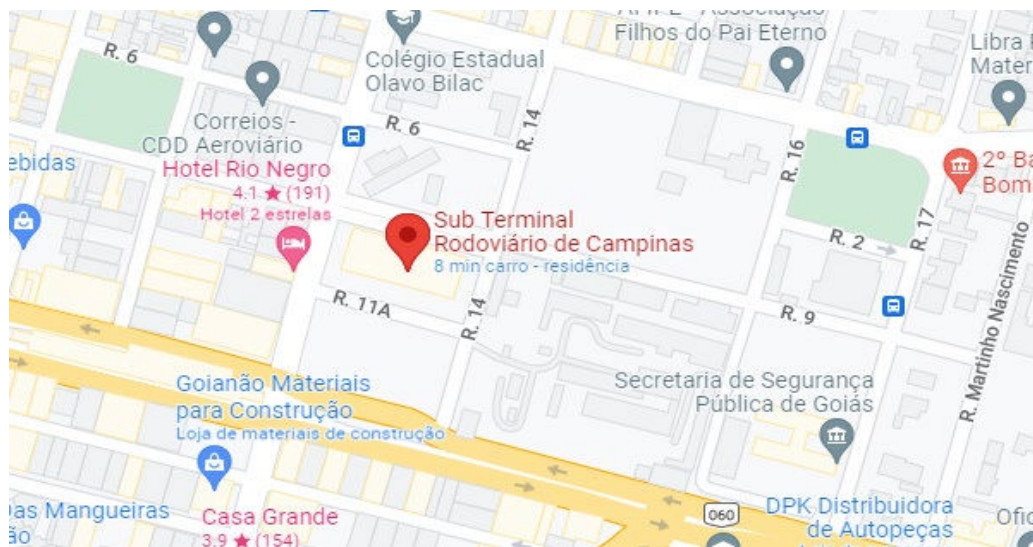 Filhos do Pai Eterno
R. 6
Colégio Estadual
Olavo Bilac
Libra
Mater
Correios -
CDD Aeroviário
R. 6
R. 14
R. 16
ebidas
Hotel Rio Negro
4.1 ★ (191)
Hotel 2 estrelas
2º Ba
Bom
Sub Terminal
Rodoviário de Campinas
8 min carro - residência
R. 2
R. 17
R. 11A
R. 14
R. 9
R. Martinho Nascimento
Goianão Materiais
para Construção
Loja de materiais de construção
Secretaria de Segurança
Pública de Goiás
as Mangueiras
ão
Casa Grande
3.9 ★ (154)
060
DPK Distribuidora
de Autopeças
Ofic